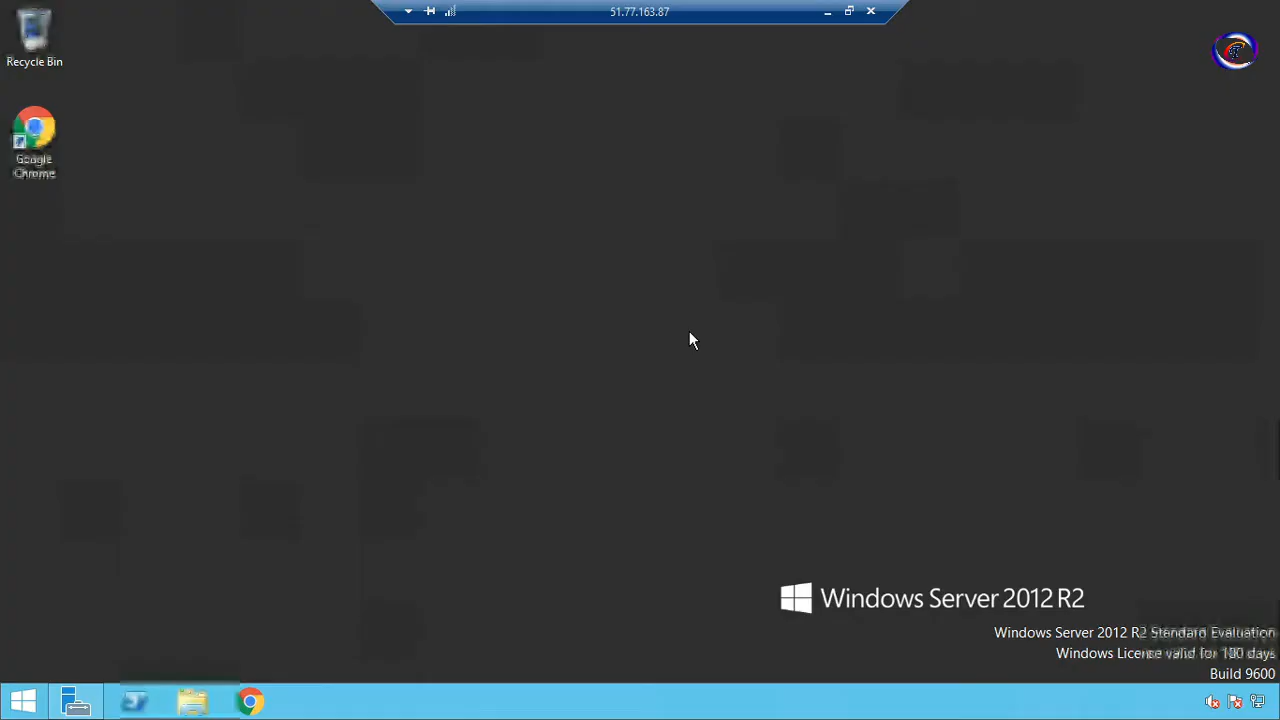 51.77.163.87
Recycle Bin
Google
Chrome
Windows Server 2012 R2
Windows Server 2012 R2 Standard Evaluation
Windows License valid for 180 days
Build 9600